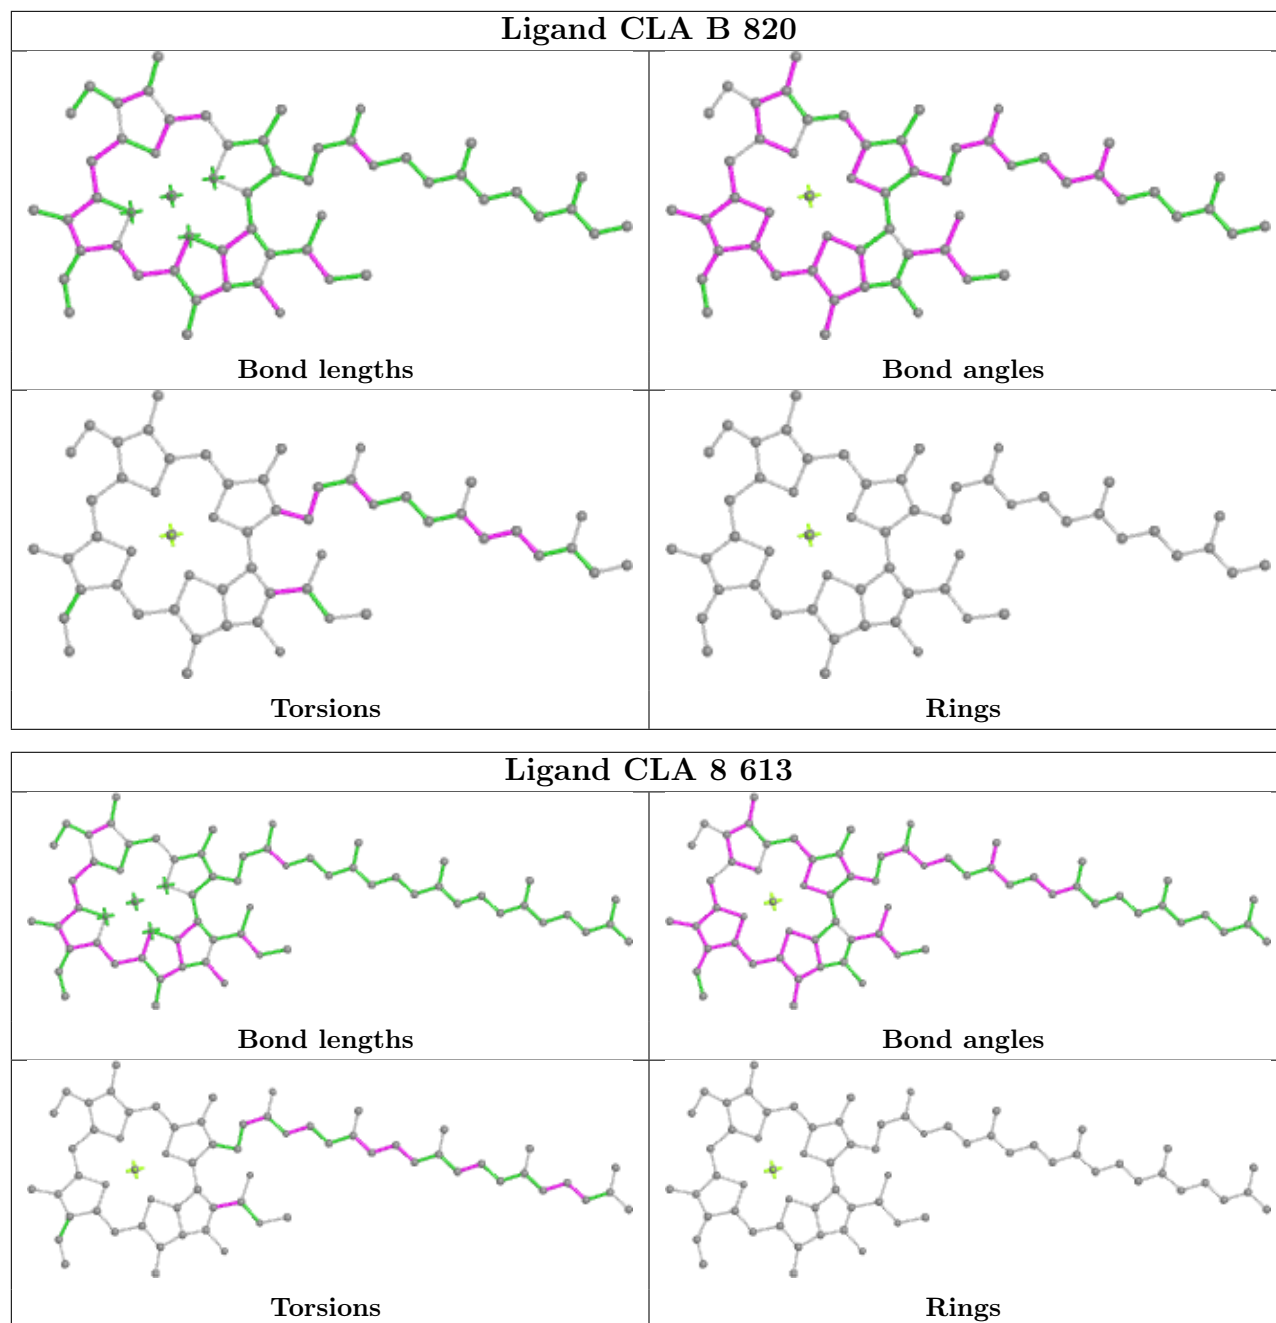 Ligand CLA B 820
Bond lengths
Bond angles
Torsions
Rings
Ligand CLA 8 613
Bond lengths
Bond angles
Torsions
Rings